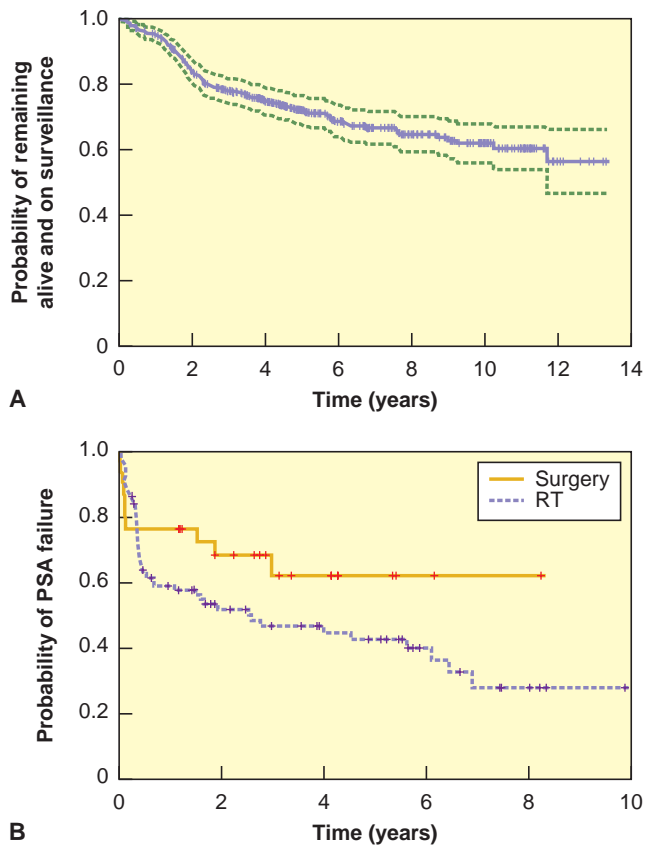 Probability of remaining
alive and on surveillance
1.0
0.8
0.6
0.4
0.2
0
0 2 4 6 8 10 12 14
Time (years)
A
Probability of PSA failure
1.0
0.8
0.6
0.4
0.2
0
Surgery
RT
0 2 4 6 8 10
Time (years)
B